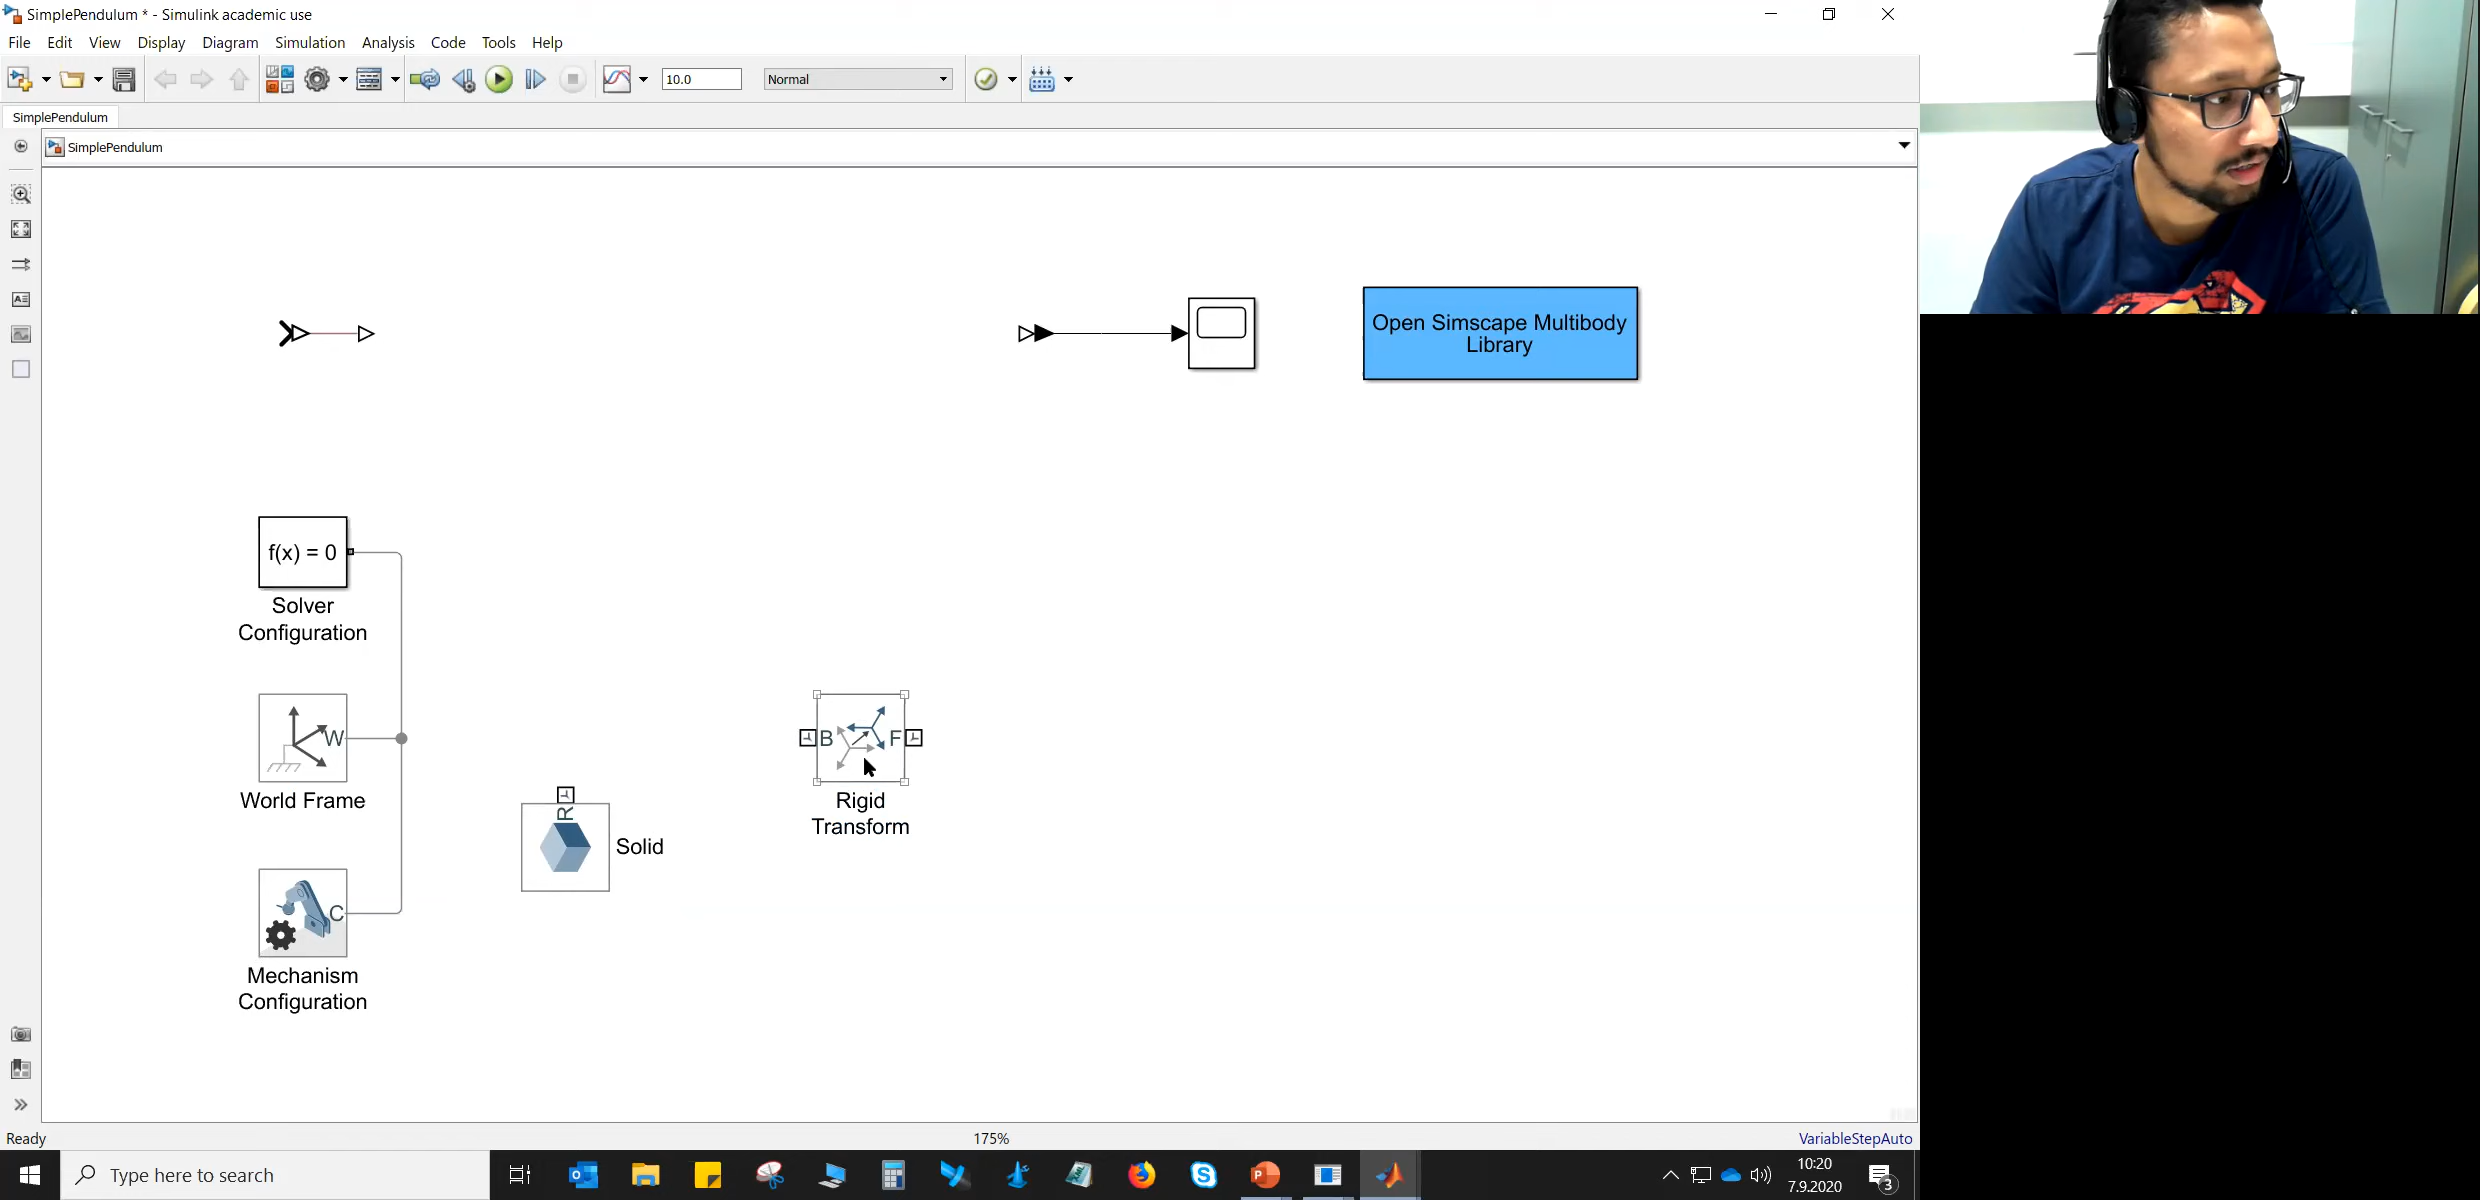 SimplePendulum * - Simulink academic use
File Edit View Display Diagram Simulation Analysis Code Tools Help
10.0 Normal
SimplePendulum
SimplePendulum
Open Simscape Multibody
Library
f(x) = 0
Solver
Configuration
W
World Frame
B F
Rigid
Transform
R
Solid
C
Mechanism
Configuration
Ready 175% VariableStepAuto
Type here to search
10:20
7.9.2020
3